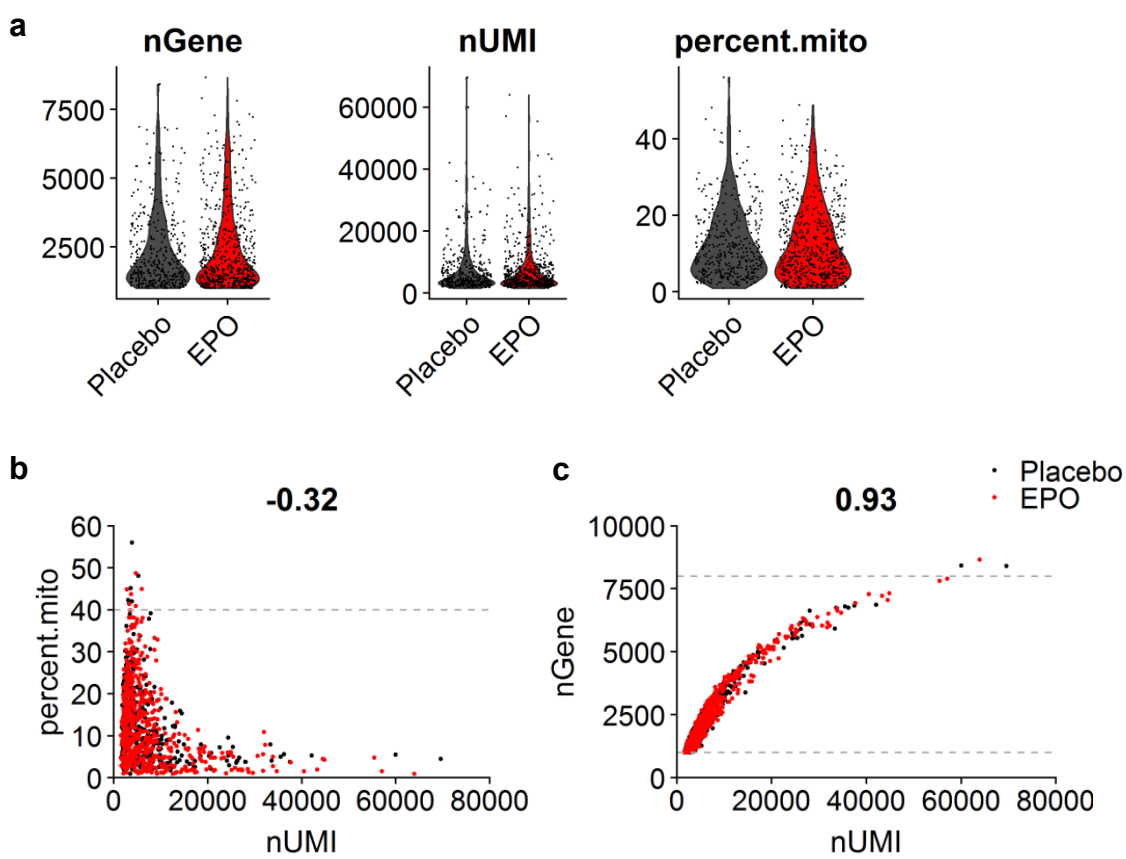 a
nGene
nUMI
percent.mito
7500
5000
2500
60000
40000
20000
0
40
20
0
Placebo
EPO
Placebo
EPO
Placebo
EPO
b
-0.32
60
50
40
30
20
10
0
percent.mito
0
20000
40000
60000
80000
nUMI
c
Placebo
EPO
0.93
10000
7500
5000
2500
0
nGene
0
20000
40000
60000
80000
nUMI